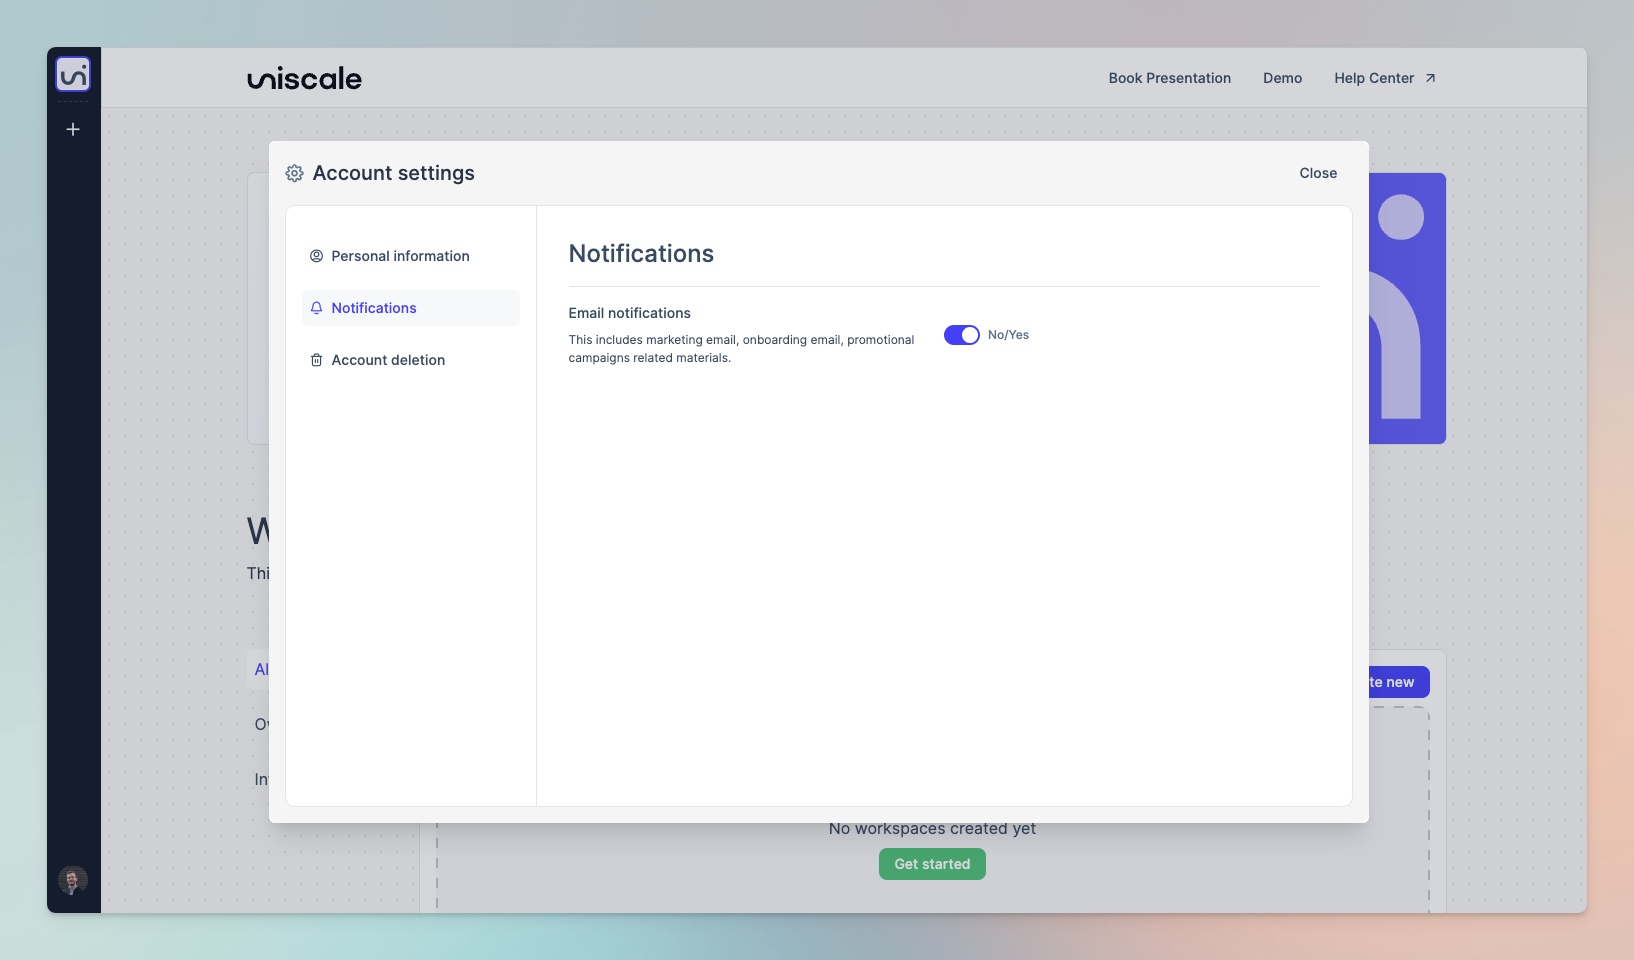 uniscale
Book Presentation
Demo
Help Center
Account settings
Close
Personal information
Notifications
Account deletion
Notifications
Email notifications
This includes marketing email, onboarding email, promotional
campaigns related materials.
No/Yes
W
Thi
te new
No workspaces created yet
Get started